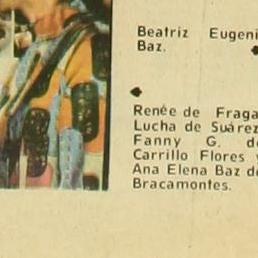 Beatriz Eugeni
Baz.
Renée de Fraga
Lucha de Suárez
Fanny G. de
Carrillo Flores y
Ana Elena Baz de
Bracamontes.